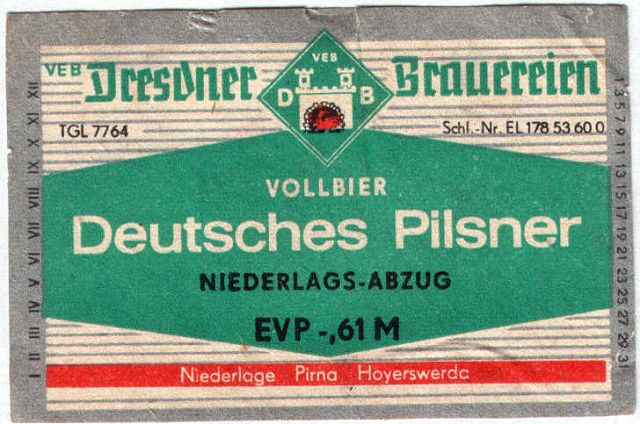 VEB Dresdner Brauereien
VEB
D B
TGL 7764
Schl.-Nr. EL 178 53 60 0
VOLLBIER
Deutsches Pilsner
NIEDERLAGS-ABZUG
EVP -,61 M
Niederlage Pirna Hoyerswerda
I II III IV V VI VII VIII IX X XI XII
1 3 5 7 9 11 13 15 17 19 21 23 25 27 29 31